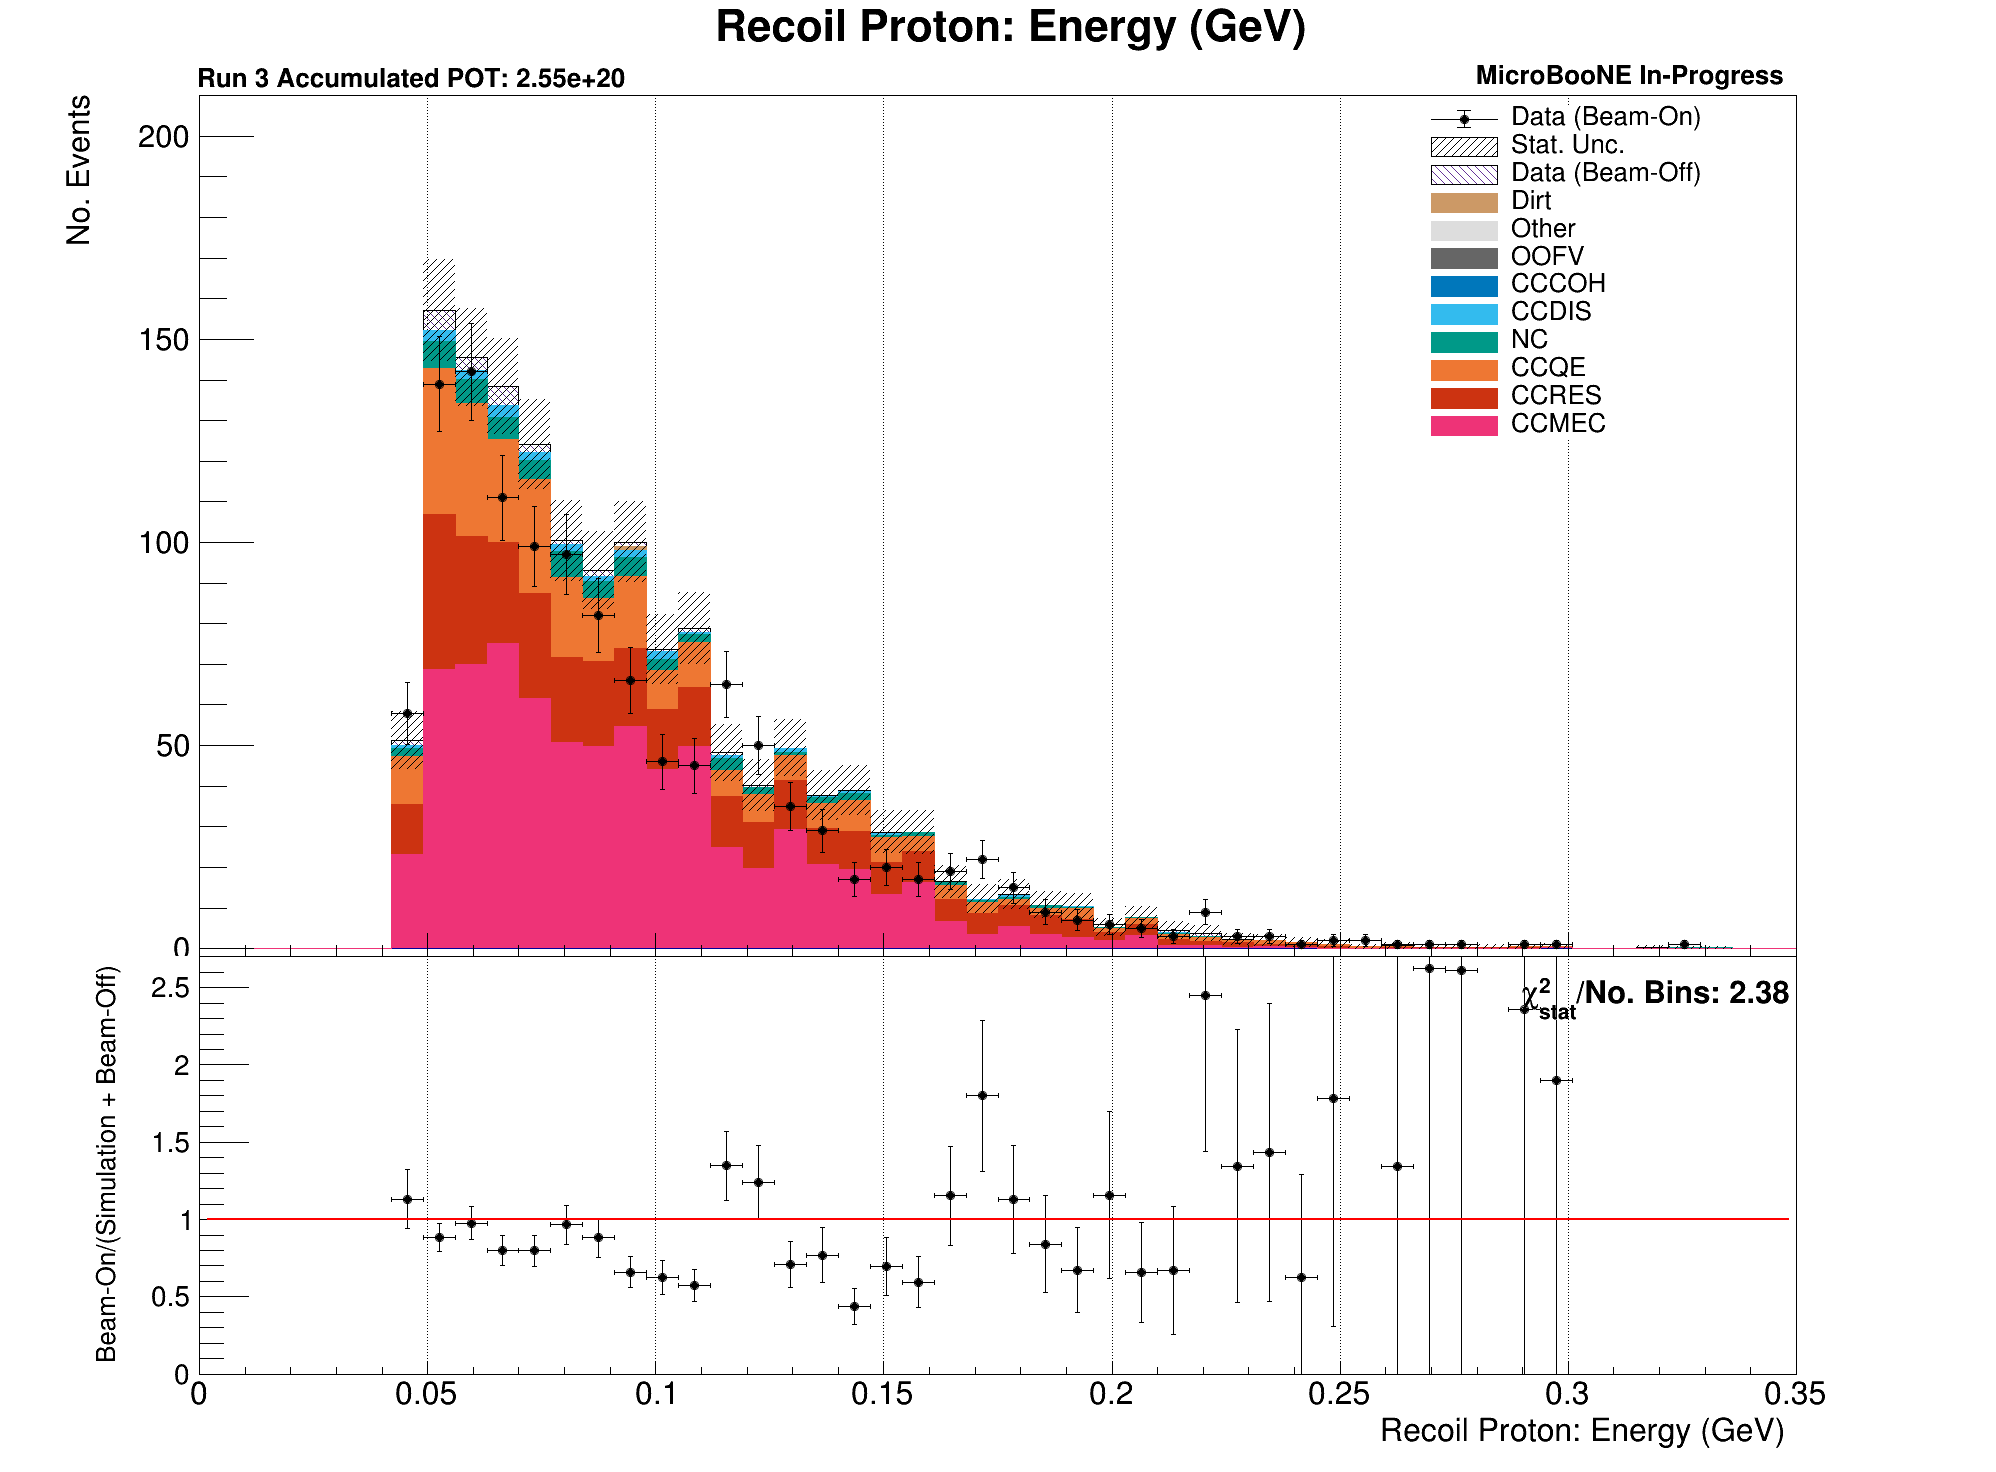 Recoil Proton: Energy (GeV)
Run 3 Accumulated POT: 2.55e+20
MicroBooNE In-Progress
No. Events
200
150
100
50
0
Data (Beam-On)
Stat. Unc.
Data (Beam-Off)
Dirt
Other
OOFV
CCCOH
CCDIS
NC
CCQE
CCRES
CCMEC
Beam-On/(Simulation + Beam-Off)
2.5
2
1.5
1
0.5
0
χ²stat/No. Bins: 2.38
0 0.05 0.1 0.15 0.2 0.25 0.3 0.35
Recoil Proton: Energy (GeV)